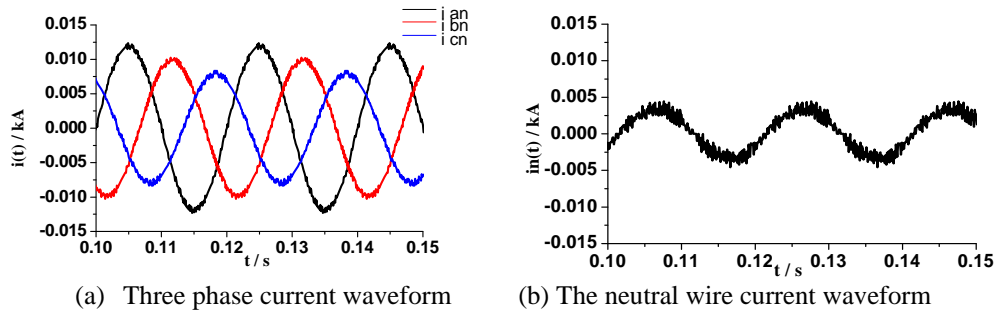 i an
i bn
i cn
0.015
0.010
0.005
0.000
-0.005
-0.010
-0.015
i(t) / kA
0.10 0.11 0.12 0.13 0.14 0.15
t / s
0.015
0.010
0.005
0.000
-0.005
-0.010
-0.015
in(t) / kA
0.10 0.11 0.12 0.13 0.14 0.15
t / s
(a) Three phase current waveform
(b) The neutral wire current waveform